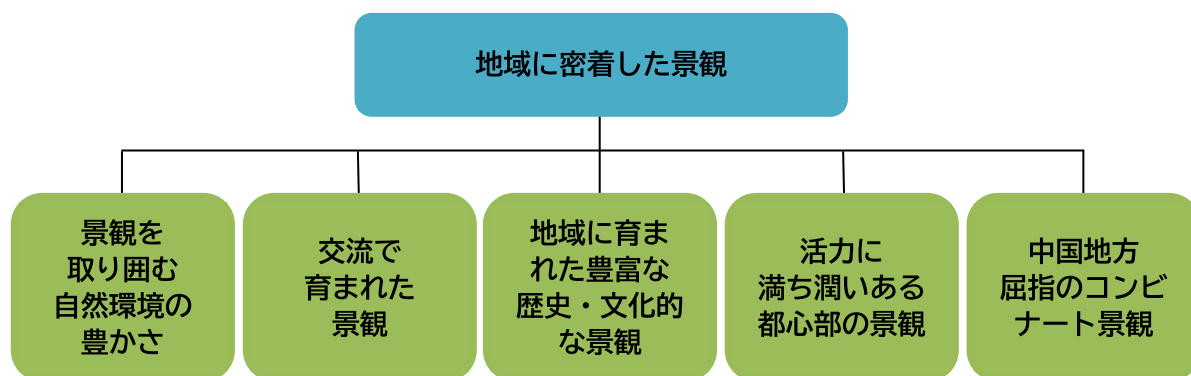 地域に密着した景観
景観を
取り囲む
自然環境の
豊かさ
交流で
育まれた
景観
地域に育ま
れた豊富な
歴史・文化的
な景観
活力に
満ち潤いある
都心部の景観
中国地方
屈指のコンビ
ナート景観